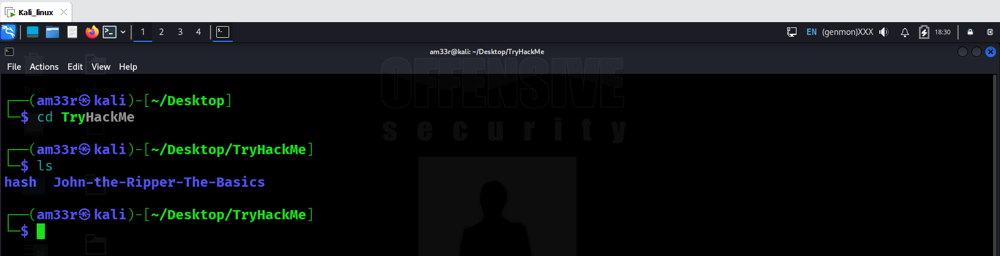 Kali_linux
1 2 3 4
EN (genmon)XXX 18:30
am33r@kali: ~/Desktop/TryHackMe
File Actions Edit View Help
OFFENSIVE
security
Trash kali_folder
┌──(am33r㉿kali)-[~/Desktop]
└─$ cd TryHackMe
┌──(am33r㉿kali)-[~/Desktop/TryHackMe]
└─$ ls
hash John-the-Ripper-The-Basics
┌──(am33r㉿kali)-[~/Desktop/TryHackMe]
└─$